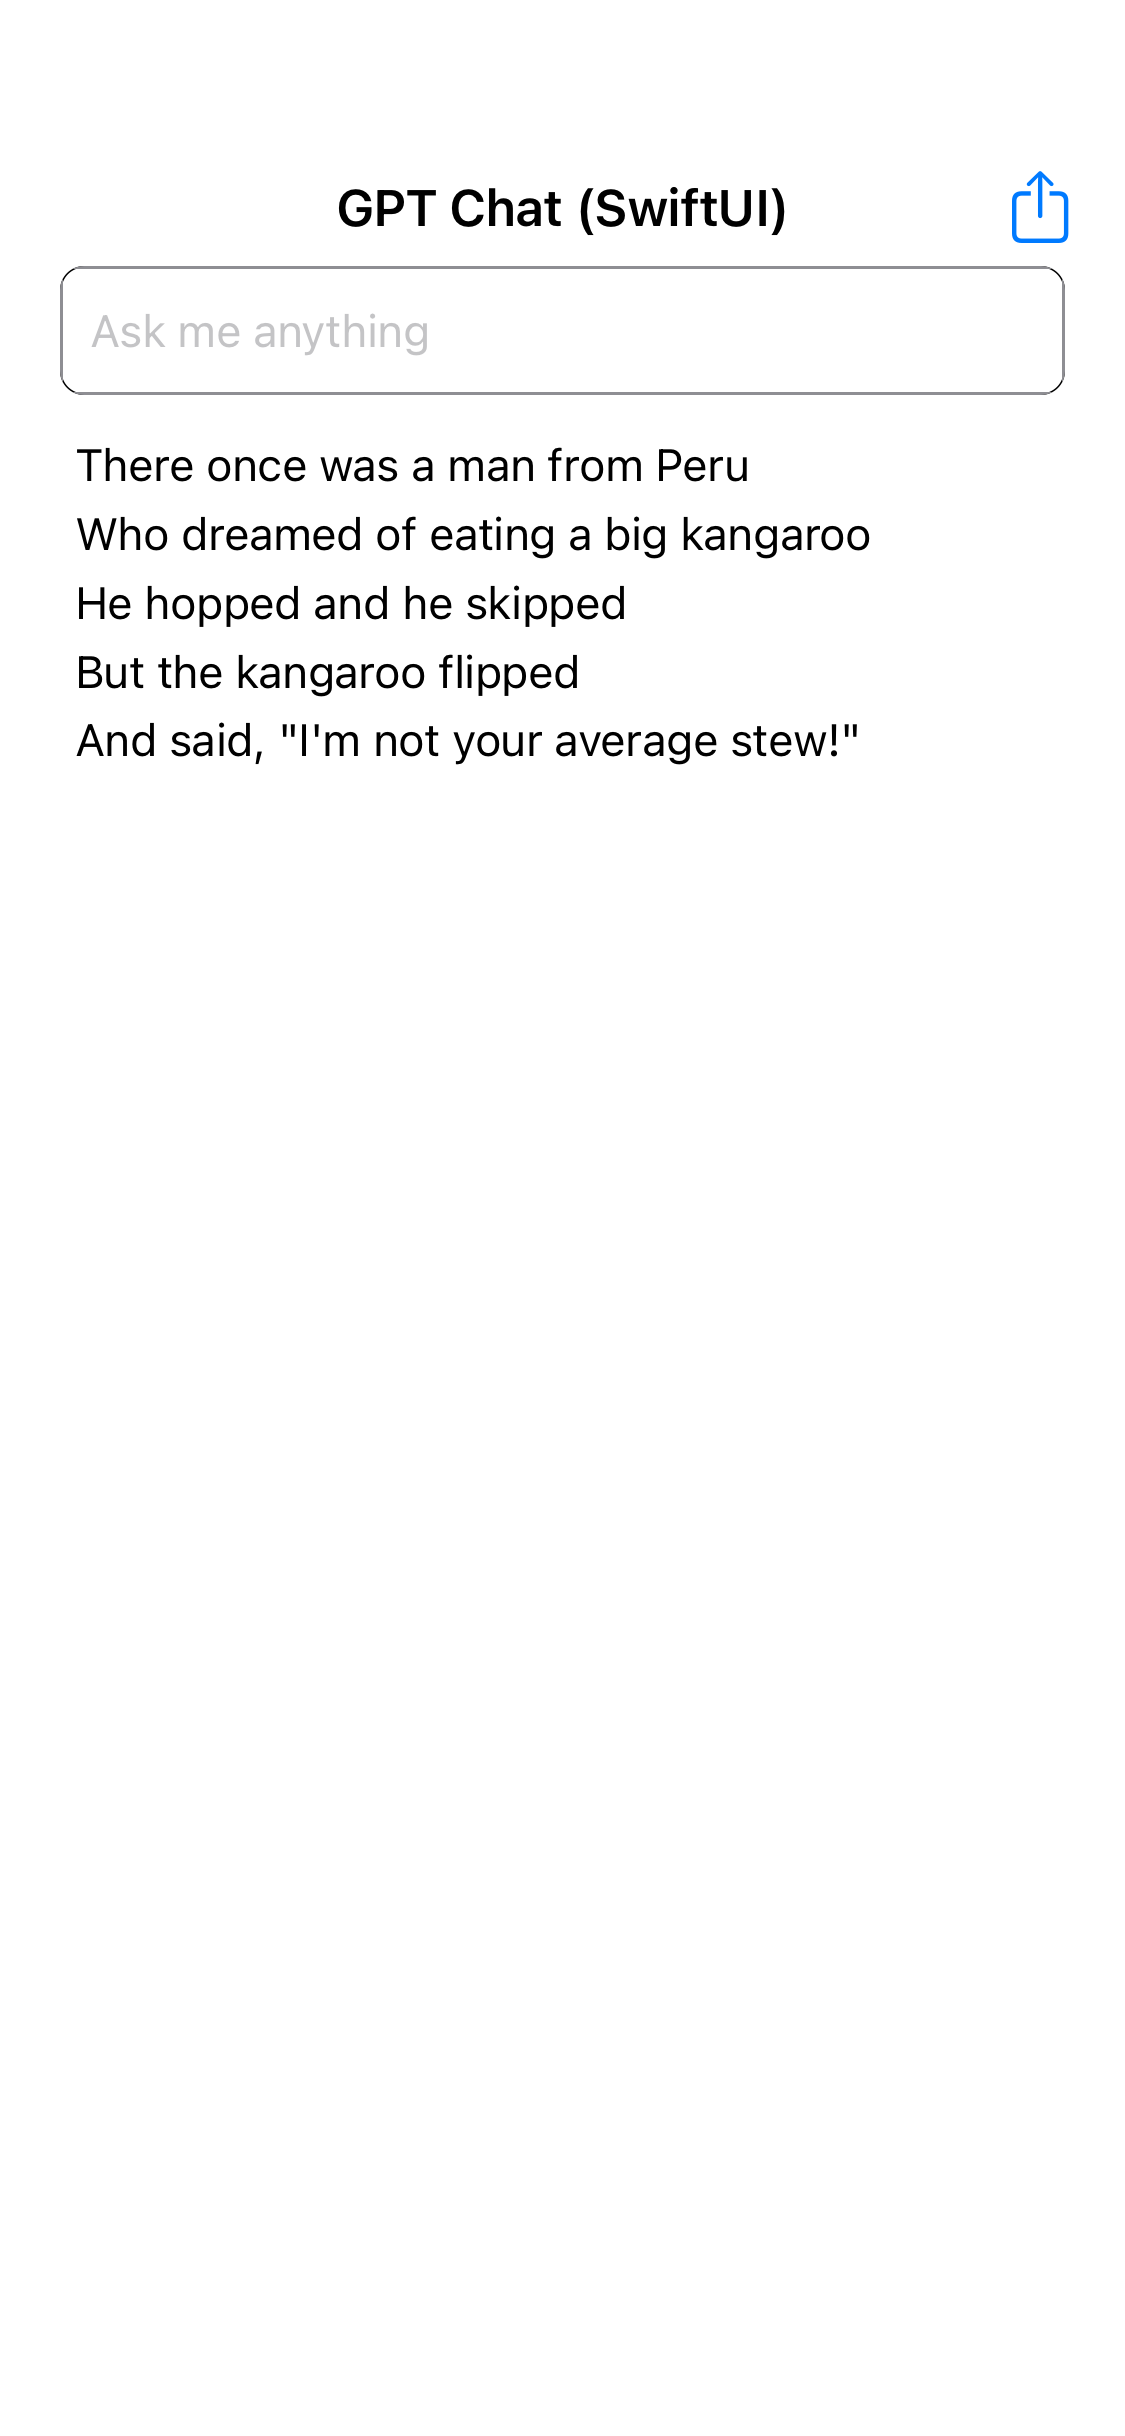 GPT Chat (SwiftUI)
Ask me anything
There once was a man from Peru
Who dreamed of eating a big kangaroo
He hopped and he skipped
But the kangaroo flipped
And said, "I'm not your average stew!"